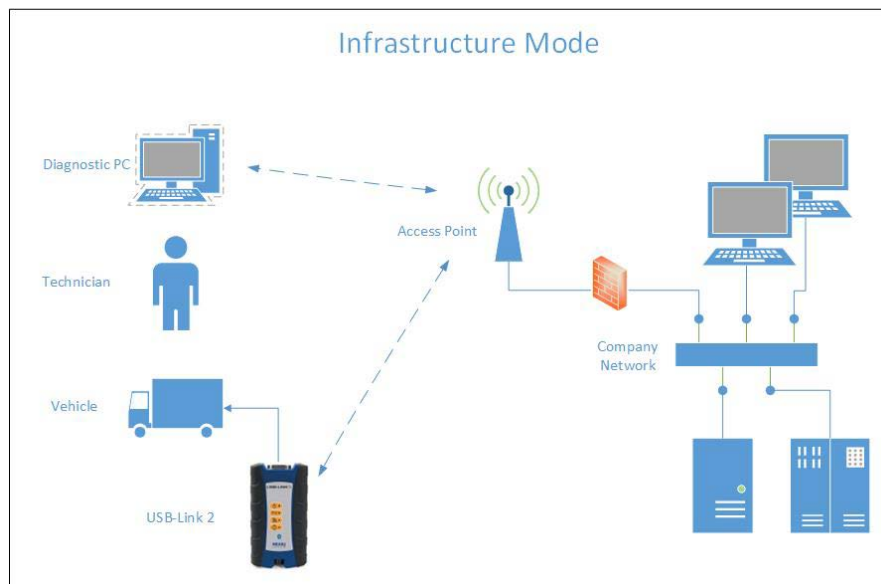 Infrastructure Mode
Diagnostic PC
Access Point
Technician
Company
Network
Vehicle
USB-Link 2